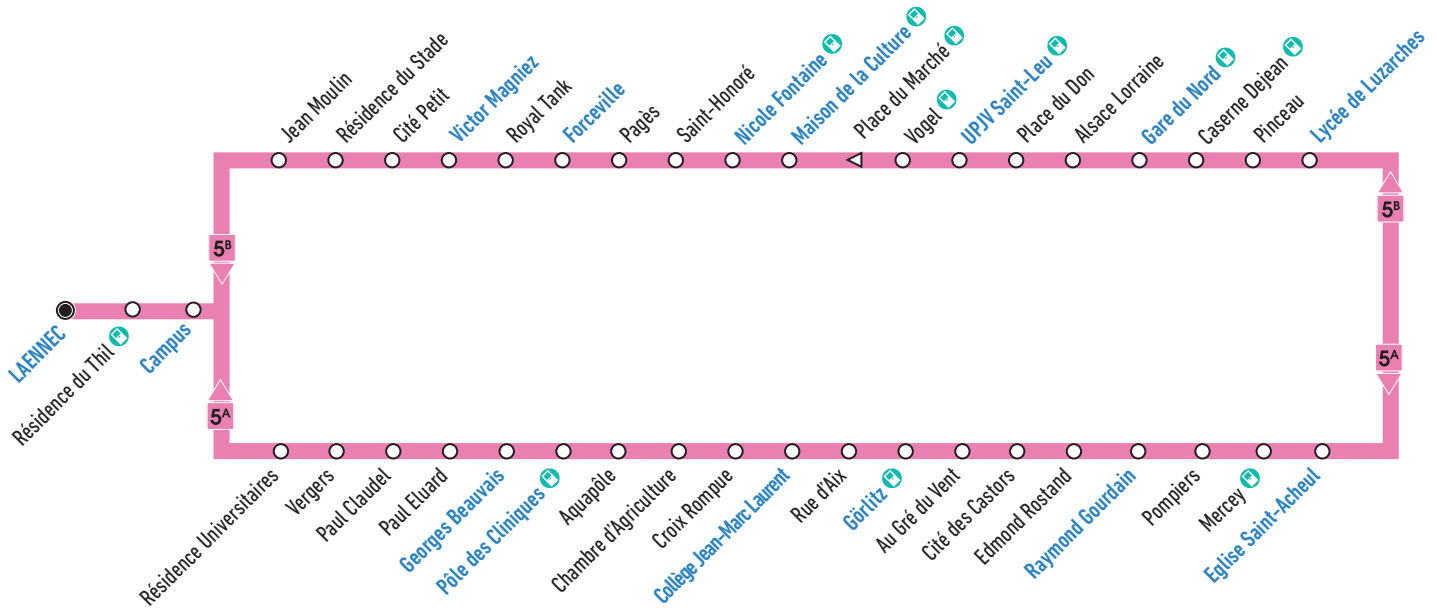 Jean Moulin
Résidence du Stade
Cité Petit
Victor Magniez
Royal Tank
Forceville
Pagès
Saint-Honoré
Nicole Fontaine
Maison de la Culture
Place du Marché
Vogel
UPJV Saint-Leu
Place du Don
Alsace Lorraine
Gare du Nord
Caserne Dejean
Pinceau
Lycée de Luzarches
5B
5B
LAENNEC
Résidence du Thil
Campus
5A
5A
Résidence Universitaires
Vergers
Paul Claudel
Paul Eluard
Georges Beauvais
Pôle des Cliniques
Aquapôle
Chambre d'Agriculture
Croix Rompue
Collège Jean-Marc Laurent
Rue d'Aix
Görlitz
Au Gré du Vent
Cité des Castors
Edmond Rostand
Raymond Gourdain
Pompiers
Mercey
Eglise Saint-Acheul